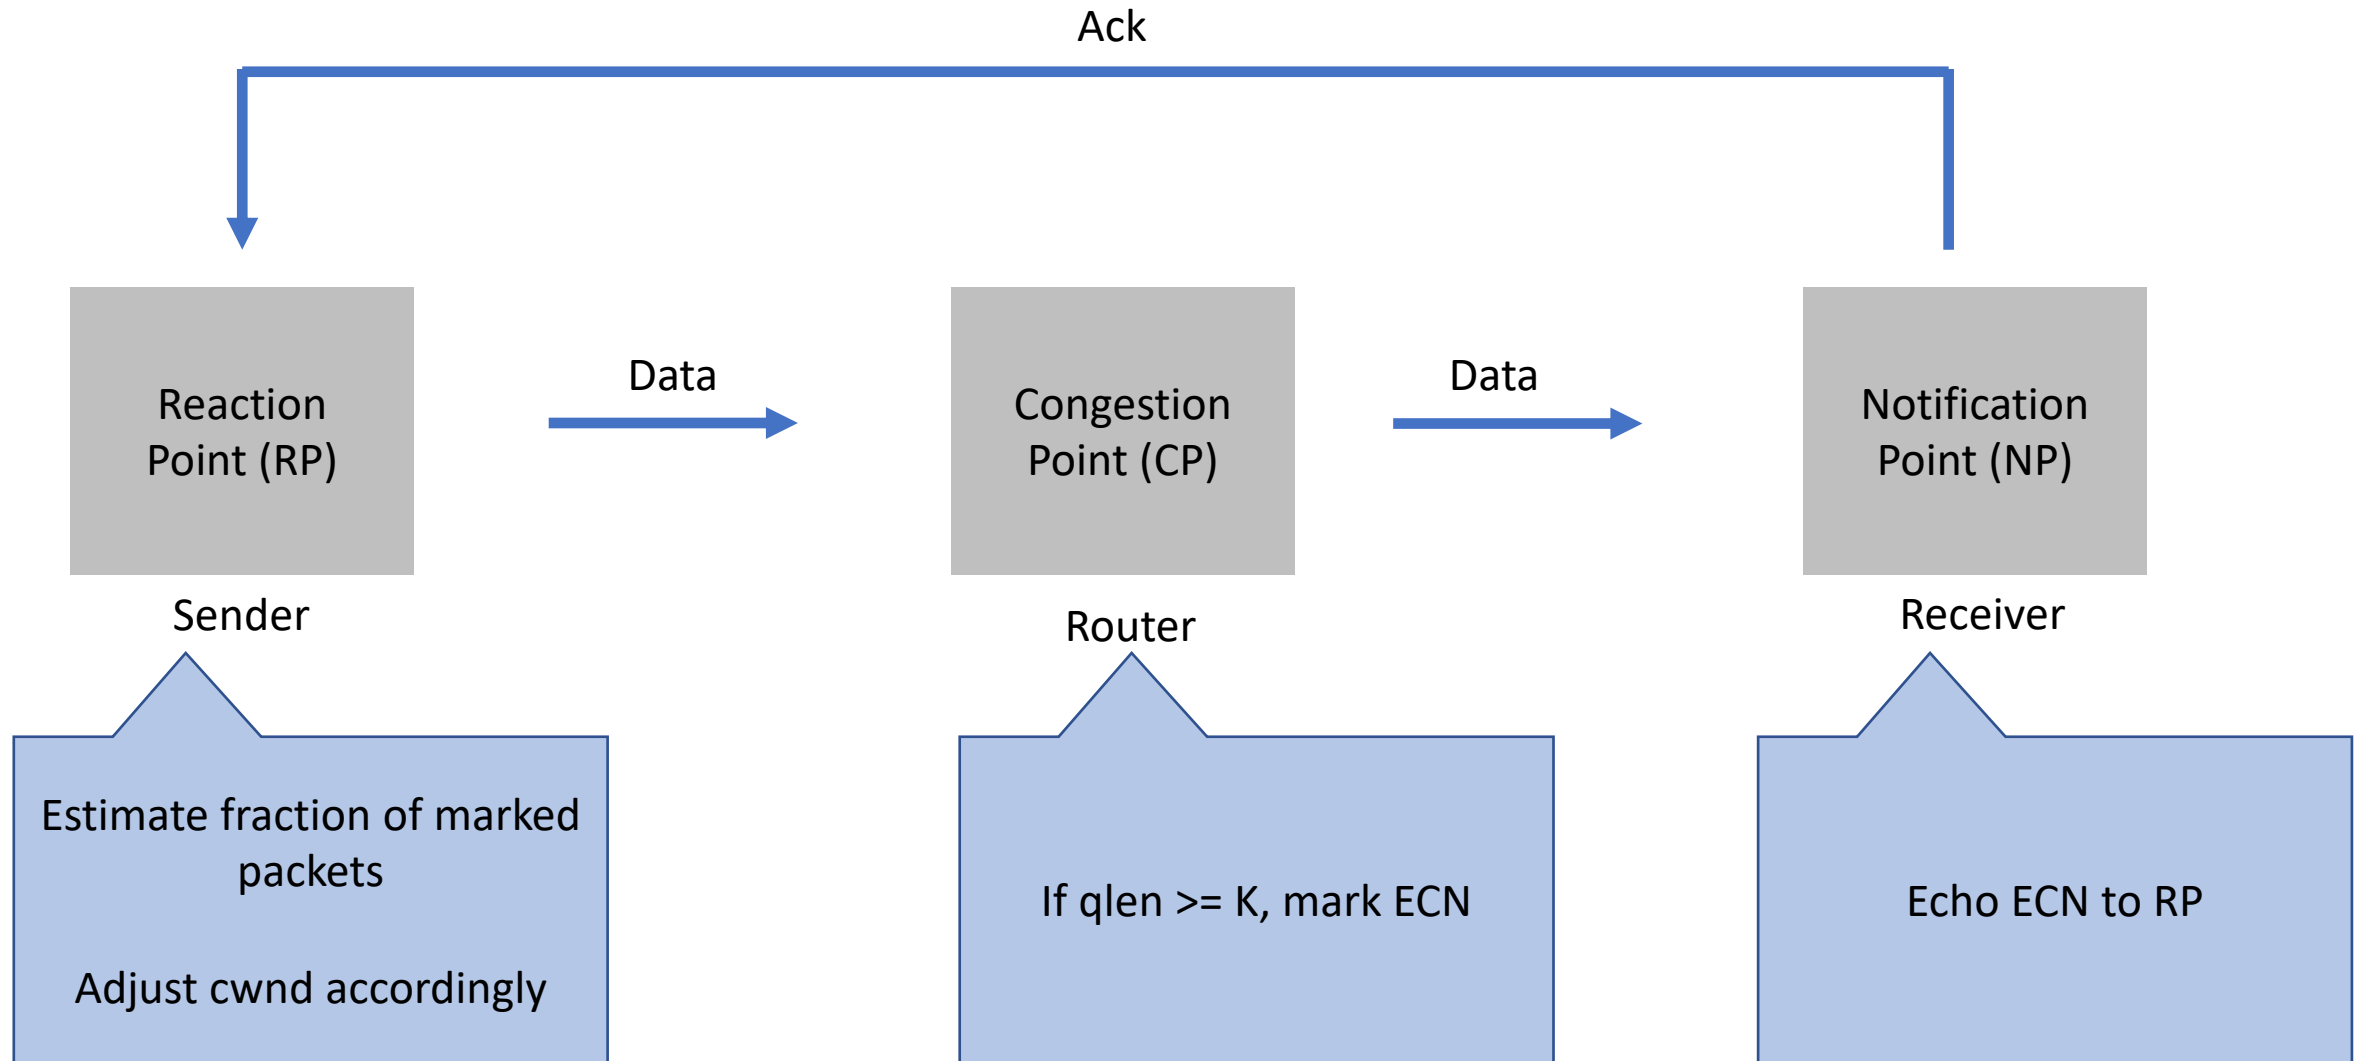 Ack
Reaction
Point (RP)
Data
Congestion
Point (CP)
Data
Notification
Point (NP)
Sender
Router
Receiver
Estimate fraction of marked
packets
Adjust cwnd accordingly
If qlen >= K, mark ECN
Echo ECN to RP